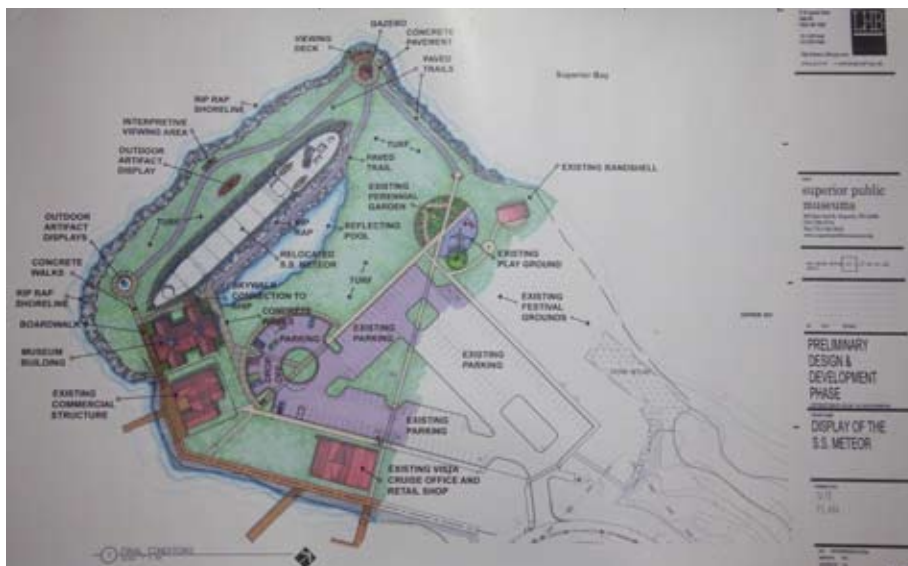 GAZEBO
CONCRETE
PAVEMENT
VIEWING
DECK
PAVED
TRAILS
Superior Bay
RIP RAP
SHORELINE
INTERPRETIVE
VIEWING AREA
TURF
OUTDOOR
ARTIFACT
DISPLAY
PAVED
TRAIL
EXISTING BANDSHELL
EXISTING
PERENNIAL
GARDEN
OUTDOOR
ARTIFACT
DISPLAYS
TURF
RIP
RAP
REFLECTING
POOL
RELOCATED
S.S. METEOR
EXISTING
PLAY GROUND
CONCRETE
WALKS
RIP RAP
SHORELINE
SKYWALK
CONNECTION TO
SHIP
TURF
EXISTING
FESTIVAL
GROUNDS
BOARDWALK
CONCRETE
PARKING
EXISTING
PARKING
EXISTING
PARKING
MUSEUM
BUILDING
EXISTING
COMMERCIAL
STRUCTURE
EXISTING
PARKING
EXISTING VISTA
CRUISE OFFICE AND
RETAIL SHOP
FINAL CONDITIONS
LHB
superior public
museums
PRELIMINARY
DESIGN &
DEVELOPMENT
PHASE
DISPLAY OF THE
S.S. METEOR
SITE
PLAN